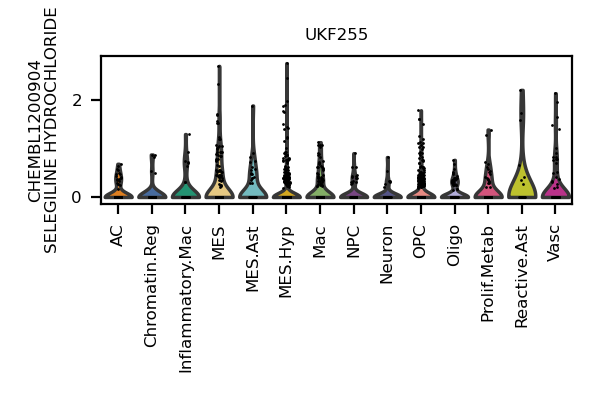 UKF255
CHEMBL1200904
SELEGILINE HYDROCHLORIDE
2
0
AC
Chromatin.Reg
Inflammatory.Mac
MES
MES.Ast
MES.Hyp
Mac
NPC
Neuron
OPC
Oligo
Prolif.Metab
Reactive.Ast
Vasc